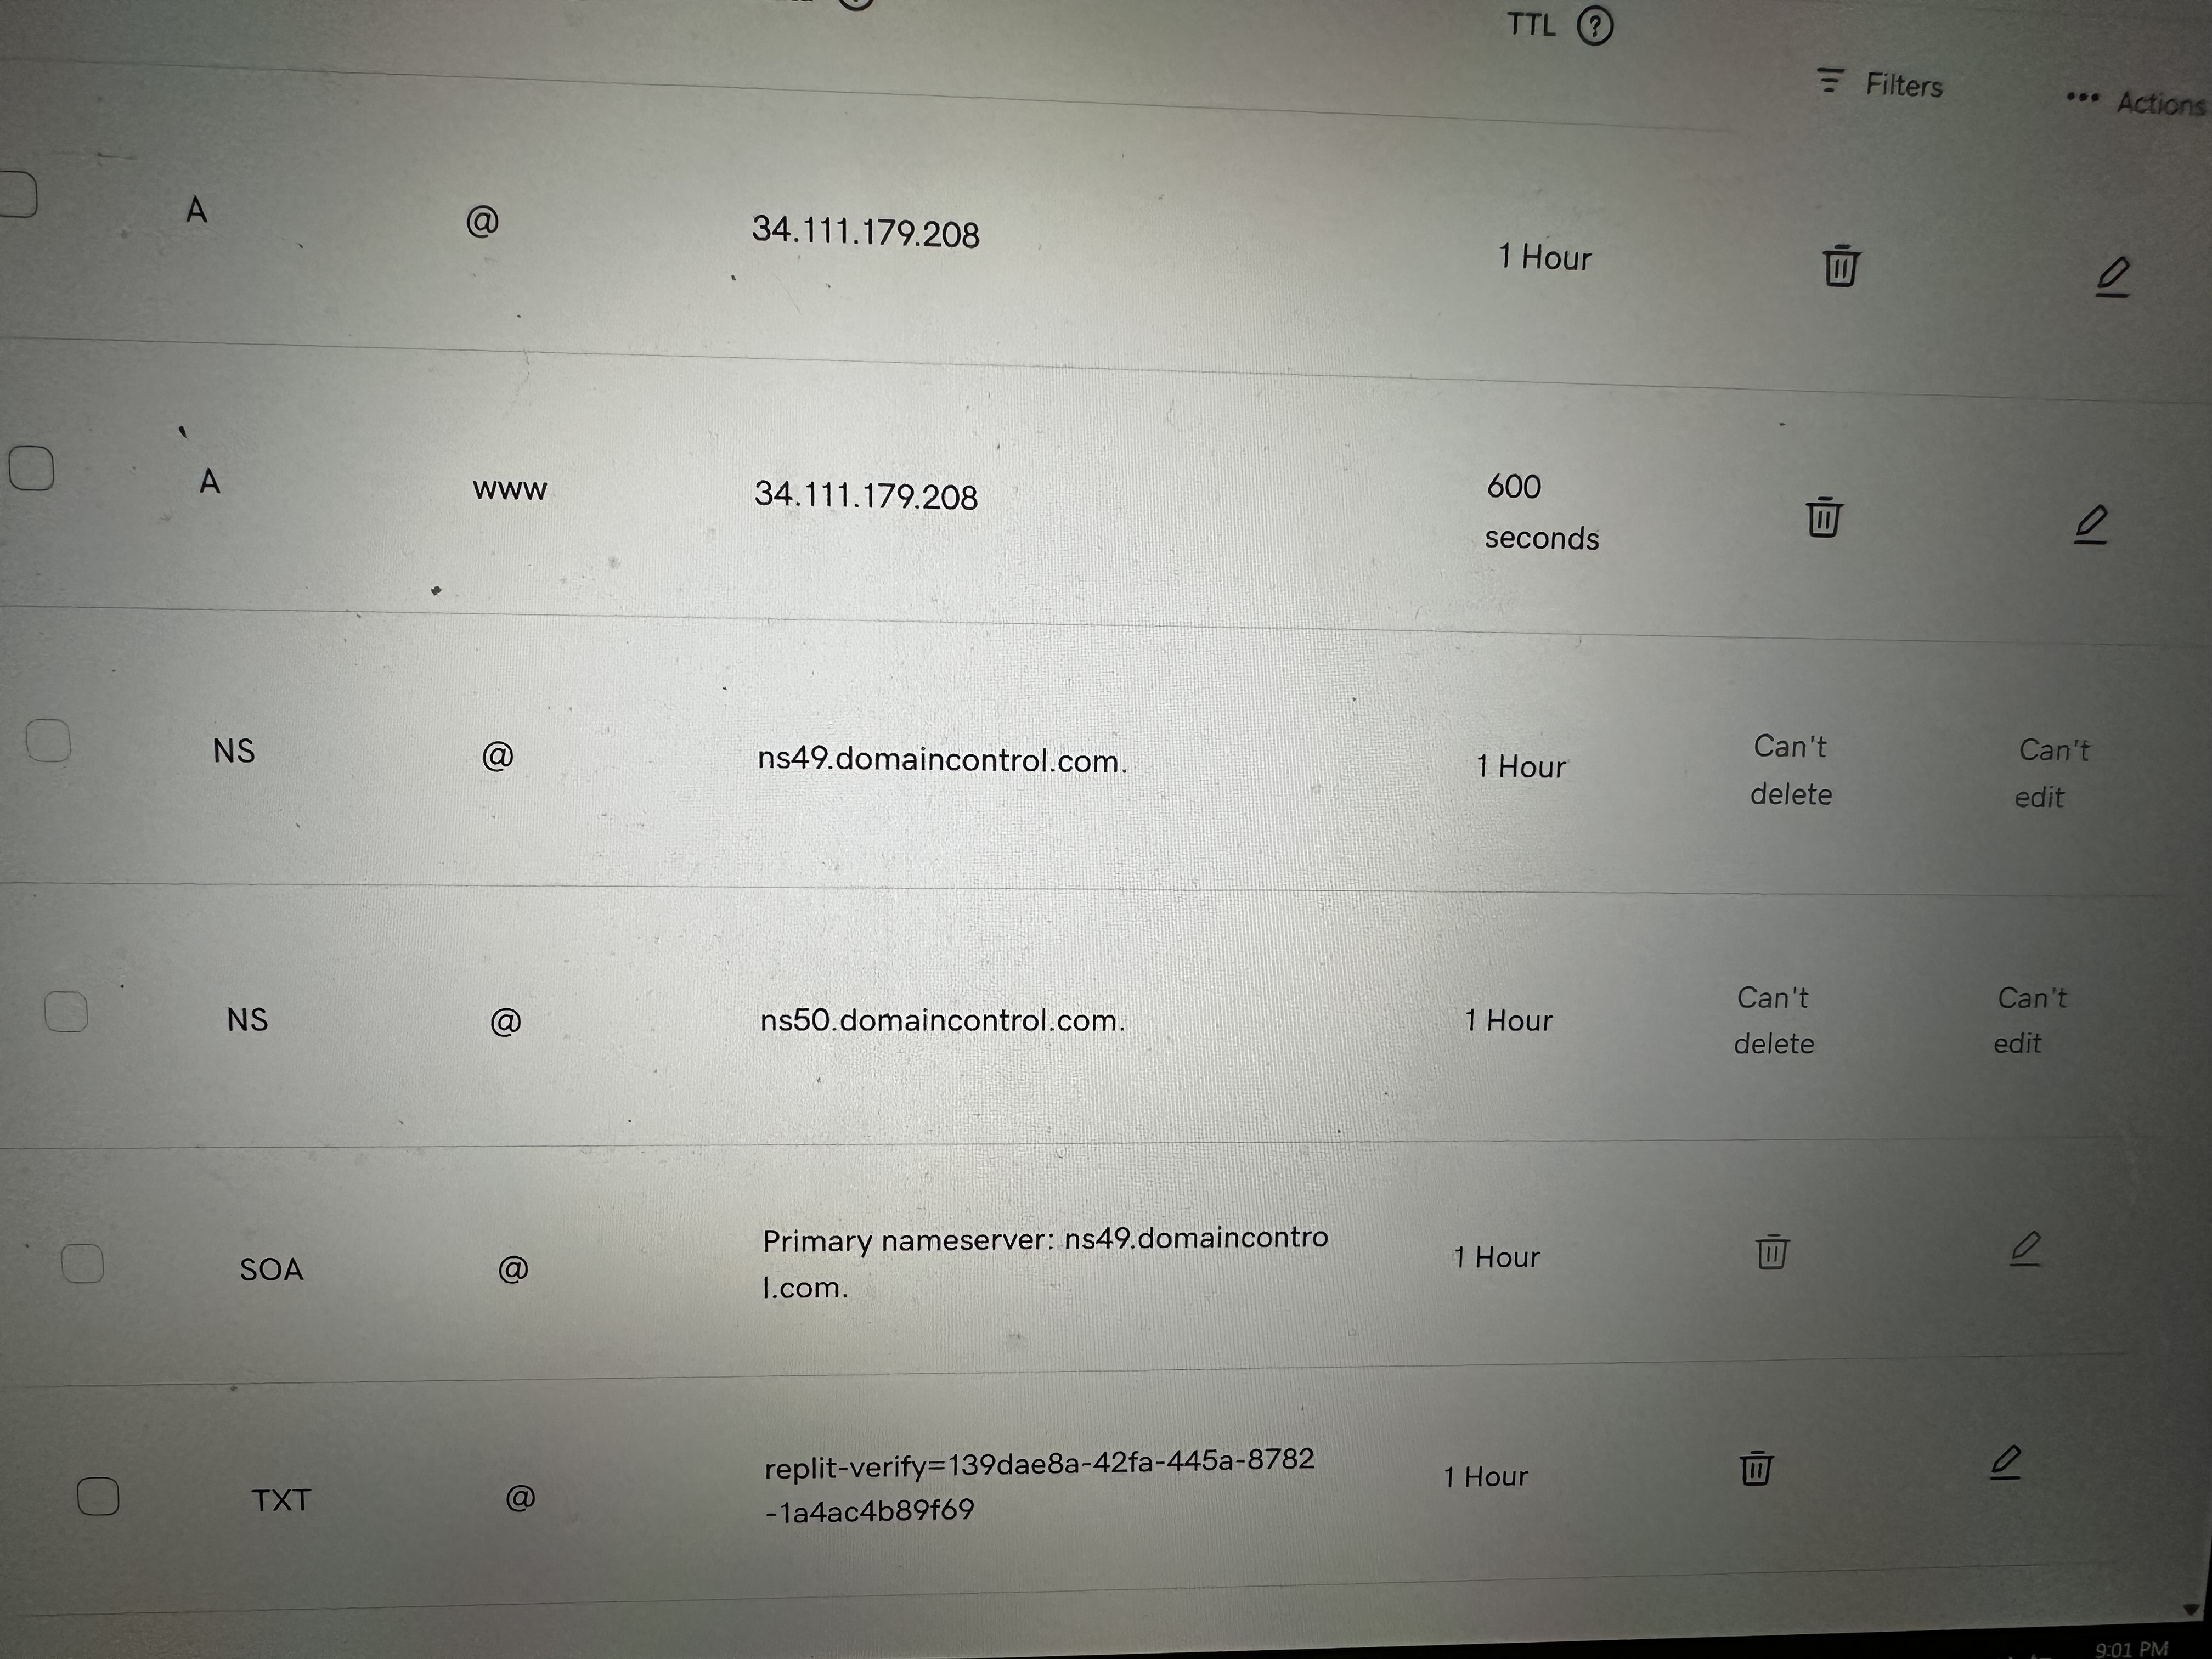 TTL ?
Filters
••• Actions
A @ 34.111.179.208 1 Hour
A www 34.111.179.208 600
seconds
NS @ ns49.domaincontrol.com. 1 Hour Can't Can't
delete edit
NS @ ns50.domaincontrol.com. 1 Hour Can't Can't
delete edit
SOA @ Primary nameserver: ns49.domaincontro 1 Hour
l.com.
TXT @ replit-verify=139dae8a-42fa-445a-8782 1 Hour
-1a4ac4b89f69
9:01 PM